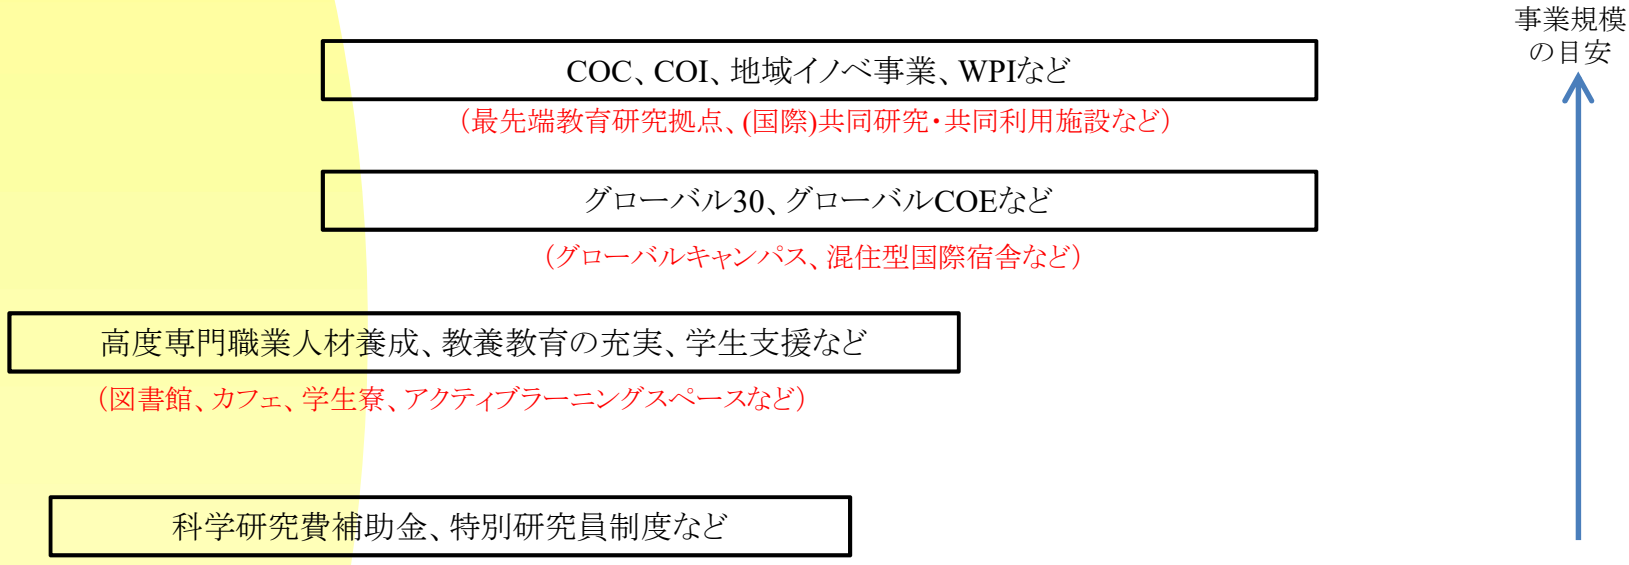 事業規模
の目安
COC、COI、地域イノベ事業、WPIなど
（最先端教育研究拠点、(国際)共同研究・共同利用施設など）
グローバル30、グローバルCOEなど
（グローバルキャンパス、混住型国際宿舎など）
高度専門職業人材養成、教養教育の充実、学生支援など
（図書館、カフェ、学生寮、アクティブラーニングスペースなど）
科学研究費補助金、特別研究員制度など